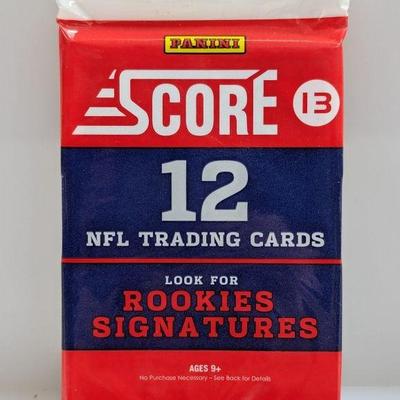 PANINI
SCORE 13
12
NFL TRADING CARDS
LOOK FOR
ROOKIES
SIGNATURES
AGES 9+
No Purchase Necessary – See Back for Details